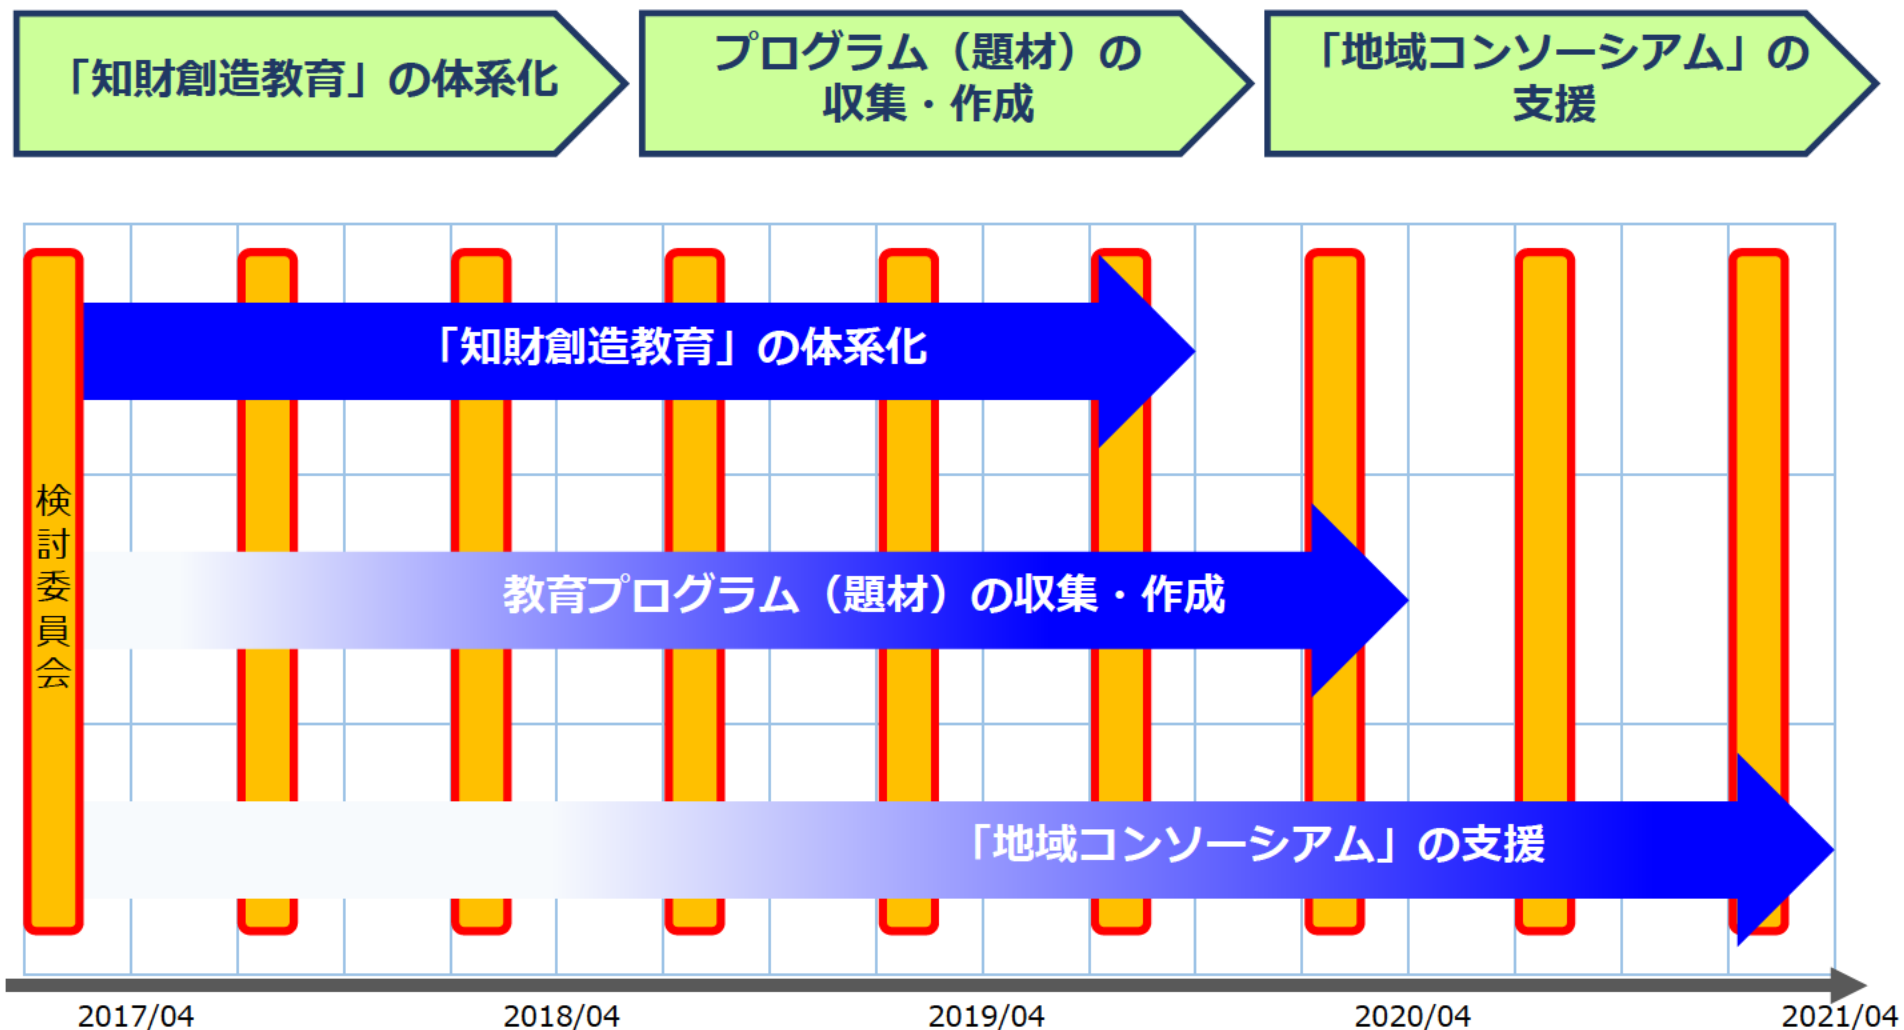 「知財創造教育」の体系化
プログラム（題材）の
収集・作成
「地域コンソーシアム」の
支援
「知財創造教育」の体系化
検討委員会
教育プログラム（題材）の収集・作成
「地域コンソーシアム」の支援
2017/04
2018/04
2019/04
2020/04
2021/04